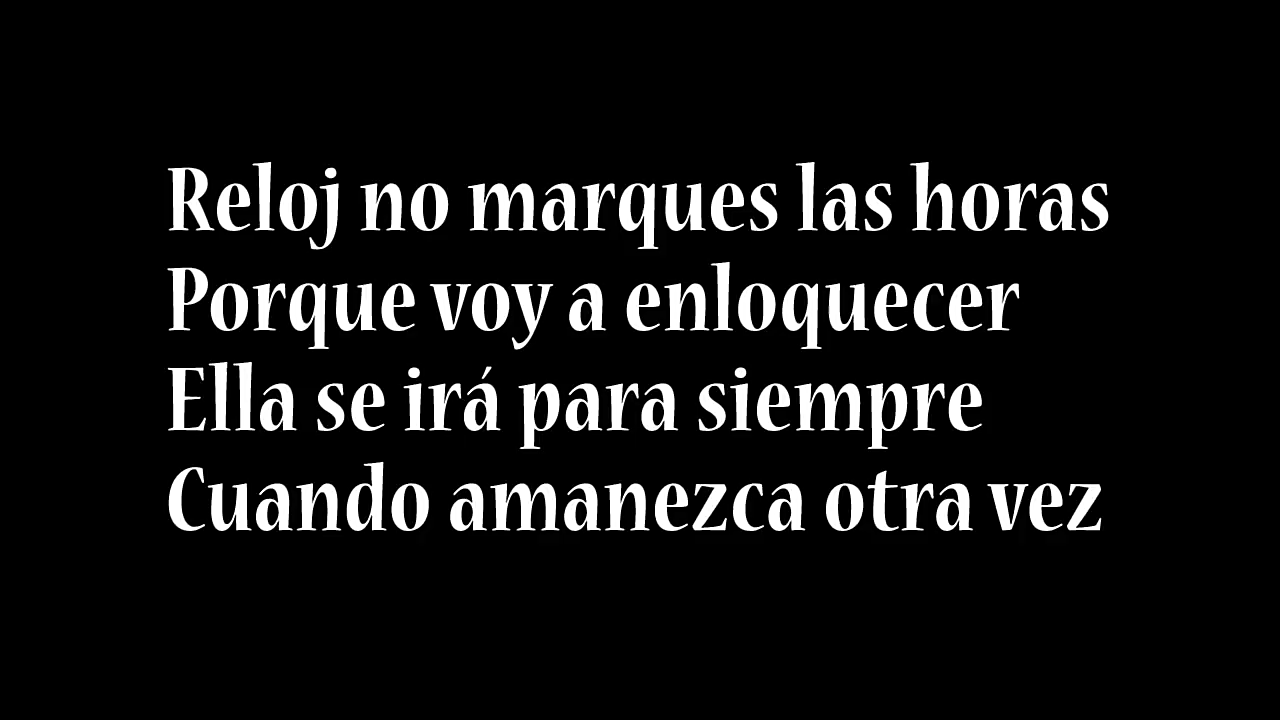 Reloj no marques las horas
Porque voy a enloquecer
Ella se irá para siempre
Cuando amanezca otra vez